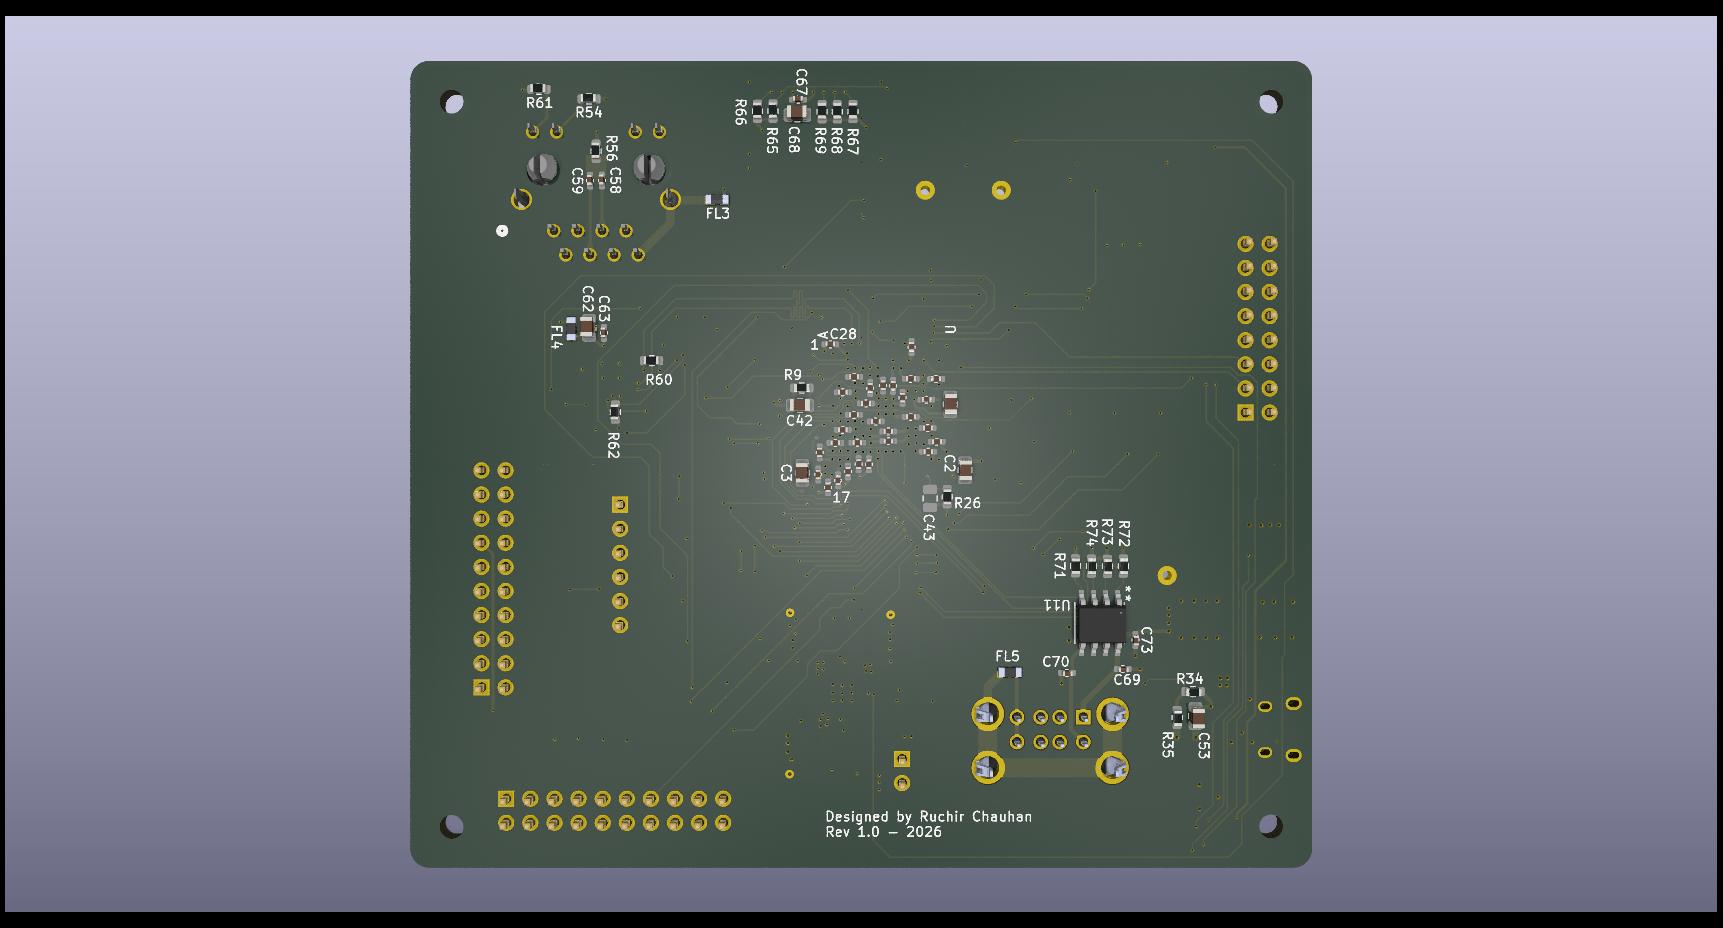 C67
R61
R54
R66
R65
C68
R69
R68
R67
R56
C59
C58
FL3
C62
C63
FL4
U
A
C28
1
R60
R9
C42
R62
C3
C2
17
R26
C43
R74
R73
R72
R71
**
U11
C73
FL5
C70
C69
R34
R35
C53
Designed by Ruchir Chauhan
Rev 1.0 – 2026